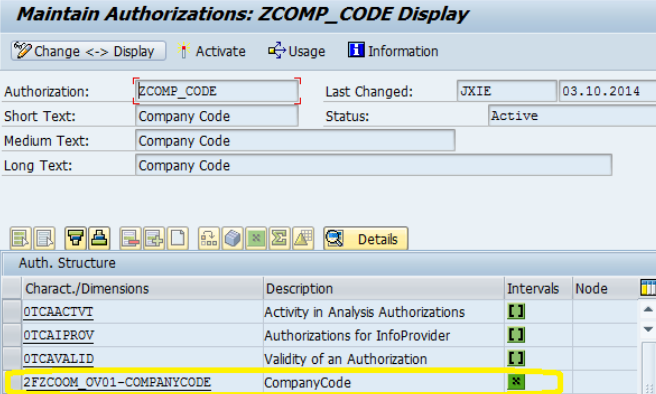 Maintain Authorizations: ZCOMP_CODE Display
Change <-> Display Activate Usage Information
Authorization: ZCOMP_CODE Last Changed: JXIE 03.10.2014
Short Text: Company Code Status: Active
Medium Text: Company Code
Long Text: Company Code
Details
Auth. Structure
Charact./Dimensions Description Intervals Node
0TCAACTVT Activity in Analysis Authorizations
0TCAIPROV Authorizations for InfoProvider
0TCAVALID Validity of an Authorization
2FZCOOM_OV01-COMPANYCODE CompanyCode